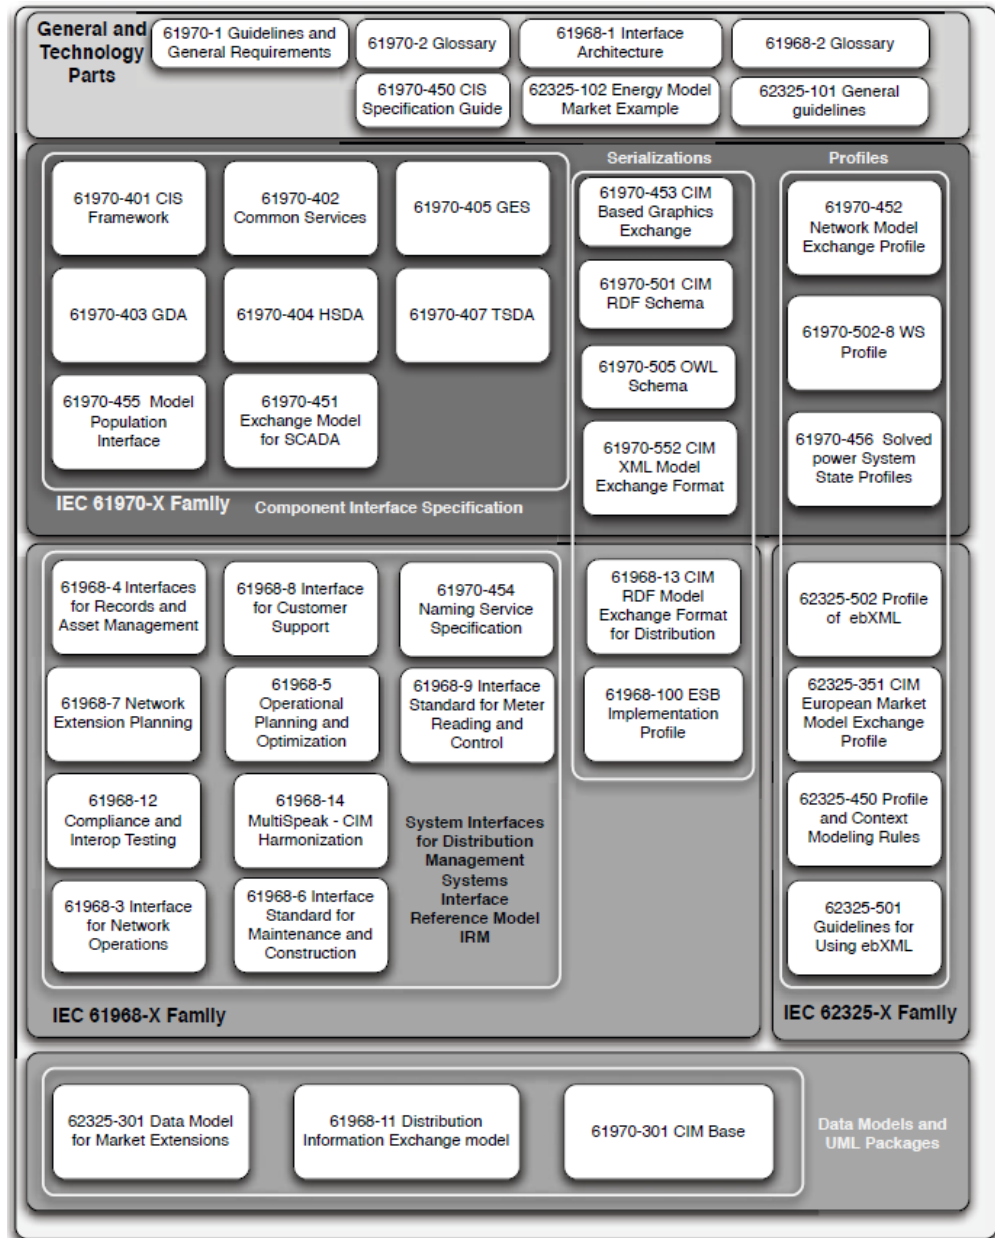 General and
Technology
Parts
61970-1 Guidelines and
General Requirements
61970-2 Glossary
61968-1 Interface
Architecture
61968-2 Glossary
61970-450 CIS
Specification Guide
62325-102 Energy Model
Market Example
62325-101 General
guidelines
Serializations
Profiles
61970-401 CIS
Framework
61970-402
Common Services
61970-405 GES
61970-403 GDA
61970-404 HSDA
61970-407 TSDA
61970-455 Model
Population
Interface
61970-451
Exchange Model
for SCADA
IEC 61970-X Family
Component Interface Specification
61970-453 CIM
Based Graphics
Exchange
61970-501 CIM
RDF Schema
61970-505 OWL
Schema
61970-552 CIM
XML Model
Exchange Format
61970-452
Network Model
Exchange Profile
61970-502-8 WS
Profile
61970-456 Solved
power System
State Profiles
61968-4 Interfaces
for Records and
Asset Management
61968-8 Interface
for Customer
Support
61970-454
Naming Service
Specification
61968-7 Network
Extension Planning
61968-5
Operational
Planning and
Optimization
61968-9 Interface
Standard for Meter
Reading and
Control
61968-12
Compliance and
Interop Testing
61968-14
MultiSpeak - CIM
Harmonization
System Interfaces
for Distribution
Management
Systems
Interface
Reference Model
IRM
61968-3 Interface
for Network
Operations
61968-6 Interface
Standard for
Maintenance and
Construction
IEC 61968-X Family
61968-13 CIM
RDF Model
Exchange Format
for Distribution
61968-100 ESB
Implementation
Profile
62325-502 Profile
of ebXML
62325-351 CIM
European Market
Model Exchange
Profile
62325-450 Profile
and Context
Modeling Rules
62325-501
Guidelines for
Using ebXML
IEC 62325-X Family
62325-301 Data Model
for Market Extensions
61968-11 Distribution
Information Exchange model
61970-301 CIM Base
Data Models and
UML Packages